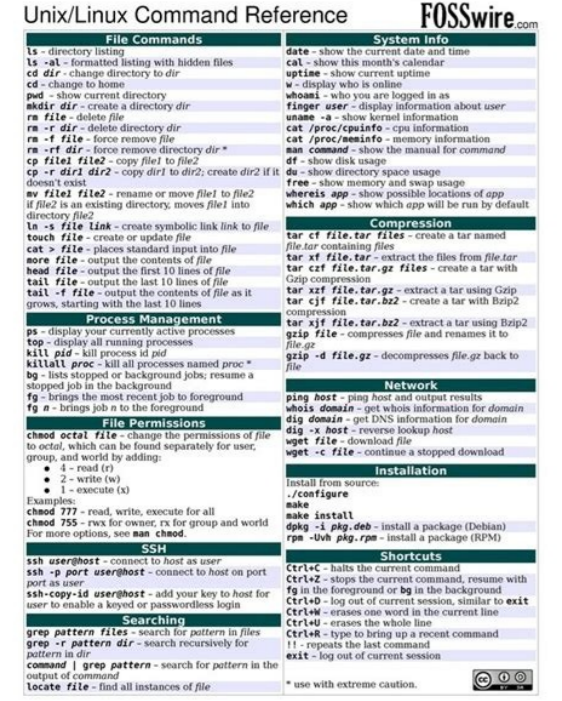 Unix/Linux Command Reference
FOSSwire.com
File Commands
ls – directory listing
ls -al – formatted listing with hidden files
cd dir - change directory to dir
cd – change to home
pwd – show current directory
mkdir dir – create a directory dir
rm file – delete file
rm -r dir – delete directory dir
rm -f file – force remove file
rm -rf dir – force remove directory dir *
cp file1 file2 – copy file1 to file2
cp -r dir1 dir2 – copy dir1 to dir2; create dir2 if it
doesn't exist
mv file1 file2 – rename or move file1 to file2
if file2 is an existing directory, moves file1 into
directory file2
ln -s file link – create symbolic link link to file
touch file – create or update file
cat > file – places standard input into file
more file – output the contents of file
head file – output the first 10 lines of file
tail file – output the last 10 lines of file
tail -f file – output the contents of file as it
grows, starting with the last 10 lines
Process Management
ps – display your currently active processes
top – display all running processes
kill pid – kill process id pid
killall proc – kill all processes named proc *
bg – lists stopped or background jobs; resume a
stopped job in the background
fg – brings the most recent job to foreground
fg n – brings job n to the foreground
File Permissions
chmod octal file – change the permissions of file
to octal, which can be found separately for user,
group, and world by adding:
● 4 – read (r)
● 2 – write (w)
● 1 – execute (x)
Examples:
chmod 777 – read, write, execute for all
chmod 755 – rwx for owner, rx for group and world
For more options, see man chmod.
SSH
ssh user@host – connect to host as user
ssh -p port user@host – connect to host on port
port as user
ssh-copy-id user@host – add your key to host for
user to enable a keyed or passwordless login
Searching
grep pattern files – search for pattern in files
grep -r pattern dir – search recursively for
pattern in dir
command | grep pattern – search for pattern in the
output of command
locate file – find all instances of file
System Info
date – show the current date and time
cal – show this month's calendar
uptime – show current uptime
w – display who is online
whoami – who you are logged in as
finger user – display information about user
uname -a – show kernel information
cat /proc/cpuinfo – cpu information
cat /proc/meminfo – memory information
man command – show the manual for command
df – show disk usage
du – show directory space usage
free – show memory and swap usage
whereis app – show possible locations of app
which app – show which app will be run by default
Compression
tar cf file.tar files – create a tar named
file.tar containing files
tar xf file.tar – extract the files from file.tar
tar czf file.tar.gz files – create a tar with
Gzip compression
tar xzf file.tar.gz – extract a tar using Gzip
tar cjf file.tar.bz2 – create a tar with Bzip2
compression
tar xjf file.tar.bz2 – extract a tar using Bzip2
gzip file – compresses file and renames it to
file.gz
gzip -d file.gz – decompresses file.gz back to
file
Network
ping host – ping host and output results
whois domain – get whois information for domain
dig domain – get DNS information for domain
dig -x host – reverse lookup host
wget file – download file
wget -c file – continue a stopped download
Installation
Install from source:
./configure
make
make install
dpkg -i pkg.deb – install a package (Debian)
rpm -Uvh pkg.rpm – install a package (RPM)
Shortcuts
Ctrl+C – halts the current command
Ctrl+Z – stops the current command, resume with
fg in the foreground or bg in the background
Ctrl+D – log out of current session, similar to exit
Ctrl+W – erases one word in the current line
Ctrl+U – erases the whole line
Ctrl+R – type to bring up a recent command
!! - repeats the last command
exit – log out of current session
* use with extreme caution.
cc
BY SA